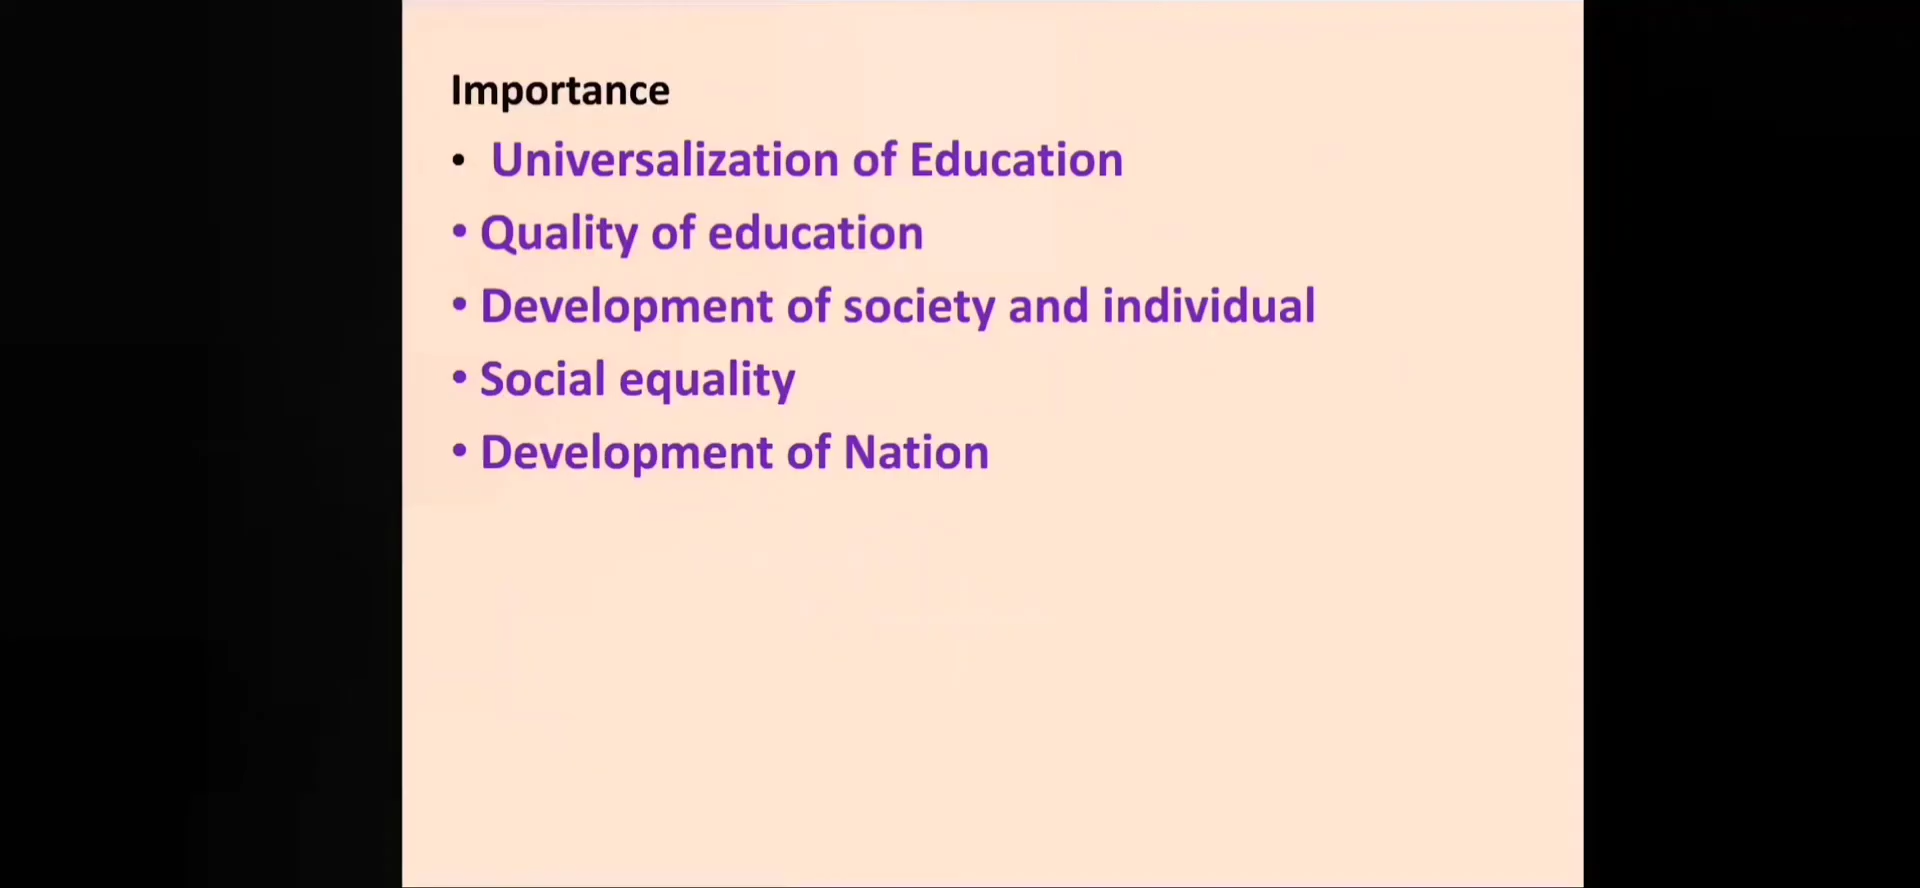 Importance
• Universalization of Education
• Quality of education
• Development of society and individual
• Social equality
• Development of Nation